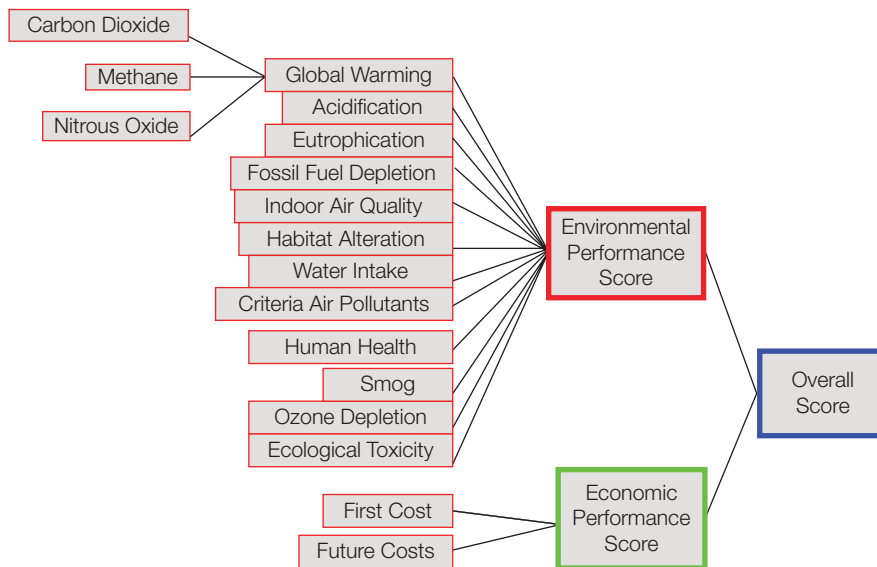 Carbon Dioxide
Methane
Nitrous Oxide
Global Warming
Acidification
Eutrophication
Fossil Fuel Depletion
Indoor Air Quality
Habitat Alteration
Water Intake
Criteria Air Pollutants
Human Health
Smog
Ozone Depletion
Ecological Toxicity
First Cost
Future Costs
Environmental
Performance
Score
Economic
Performance
Score
Overall
Score